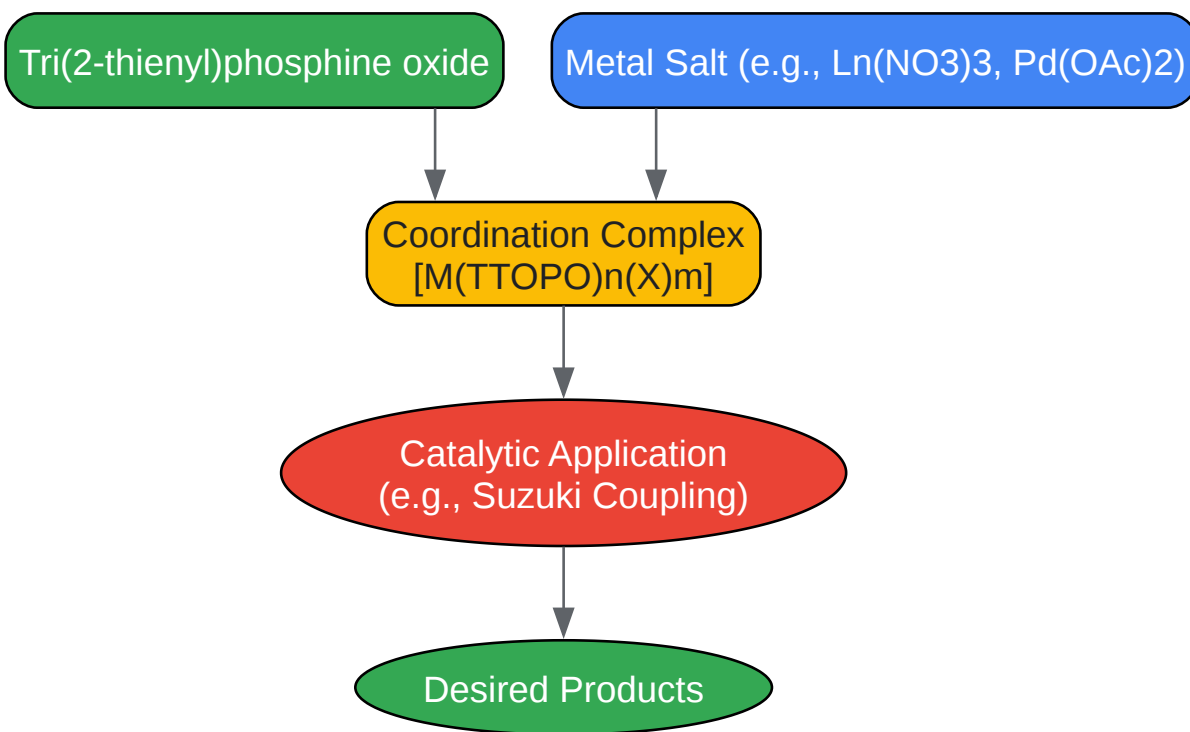 Tri(2-thienyl)phosphine oxide
Metal Salt (e.g., Ln(NO3)3, Pd(OAc)2)
Coordination Complex
[M(TTOPO)n(X)m]
Catalytic Application
(e.g., Suzuki Coupling)
Desired Products